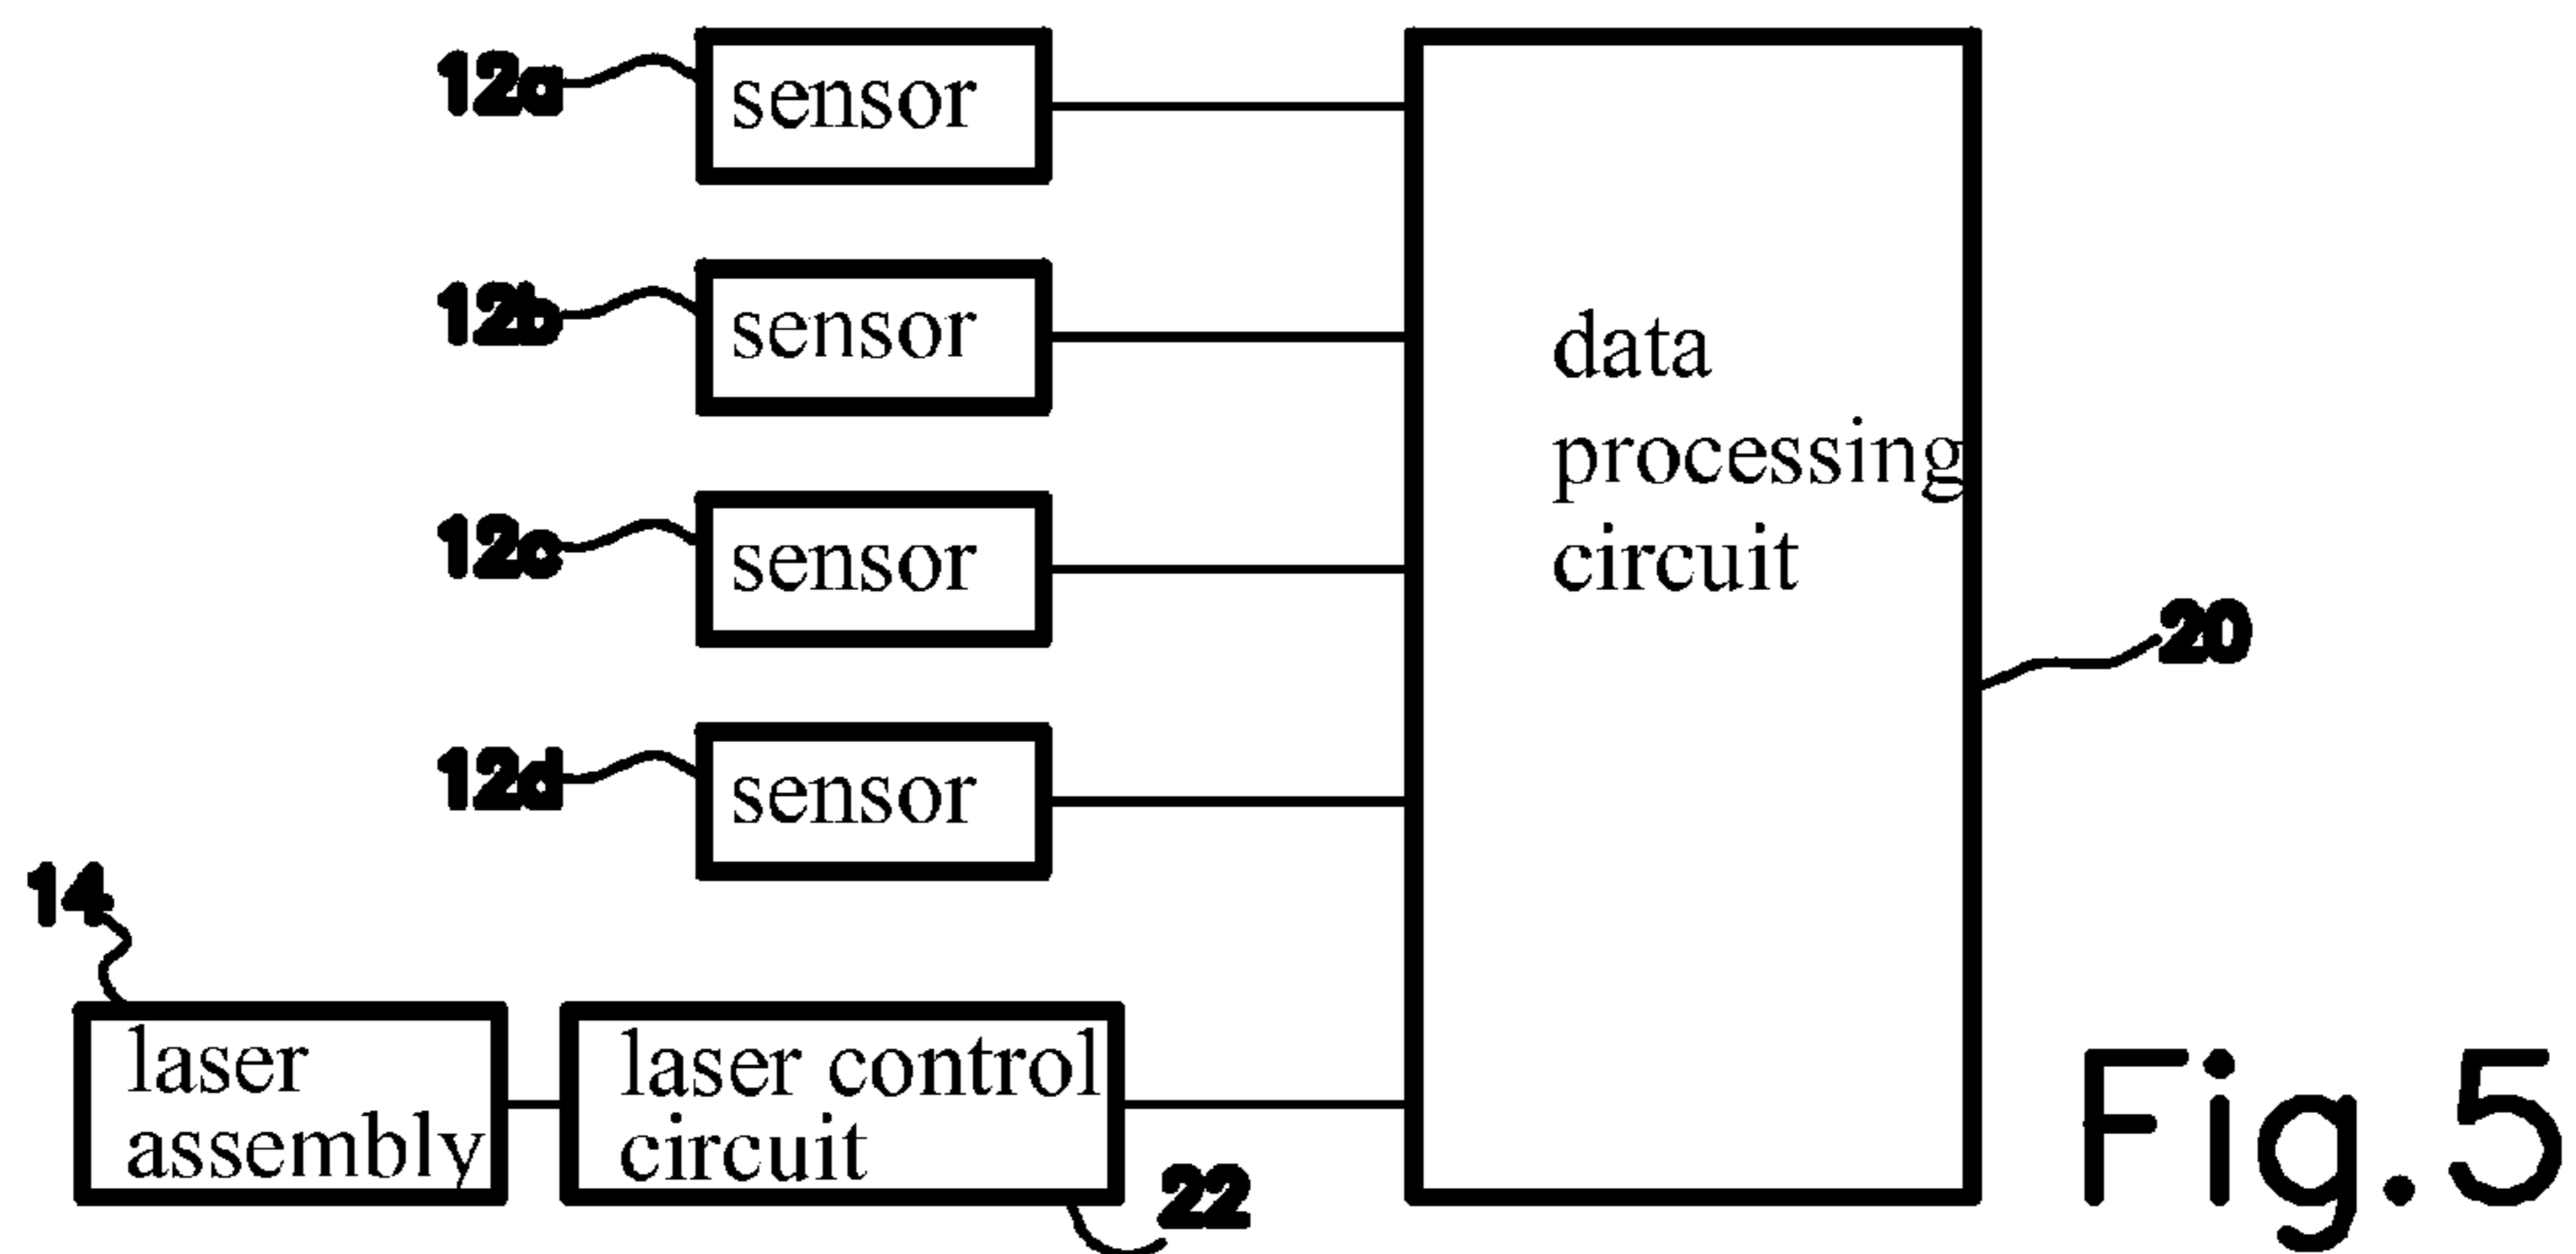 12a
sensor
12b
sensor
12c
sensor
12d
sensor
data
processing
circuit
20
14
laser
assembly
laser control
circuit
22
Fig.5